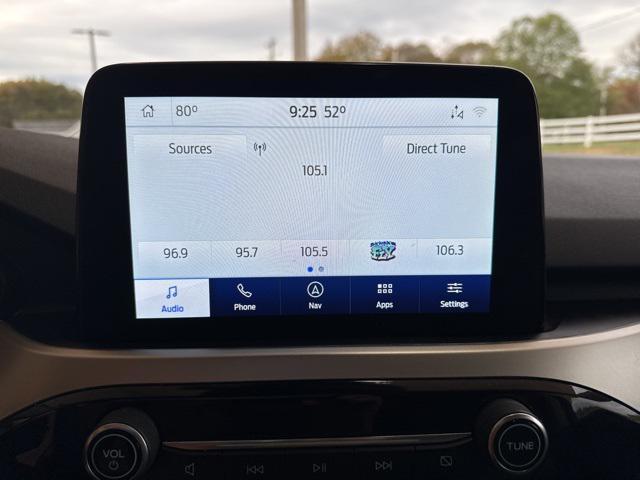 80° 9:25 52°
Sources Direct Tune
105.1
96.9 95.7 105.5 106.3
Audio Phone Nav Apps Settings
VOL TUNE